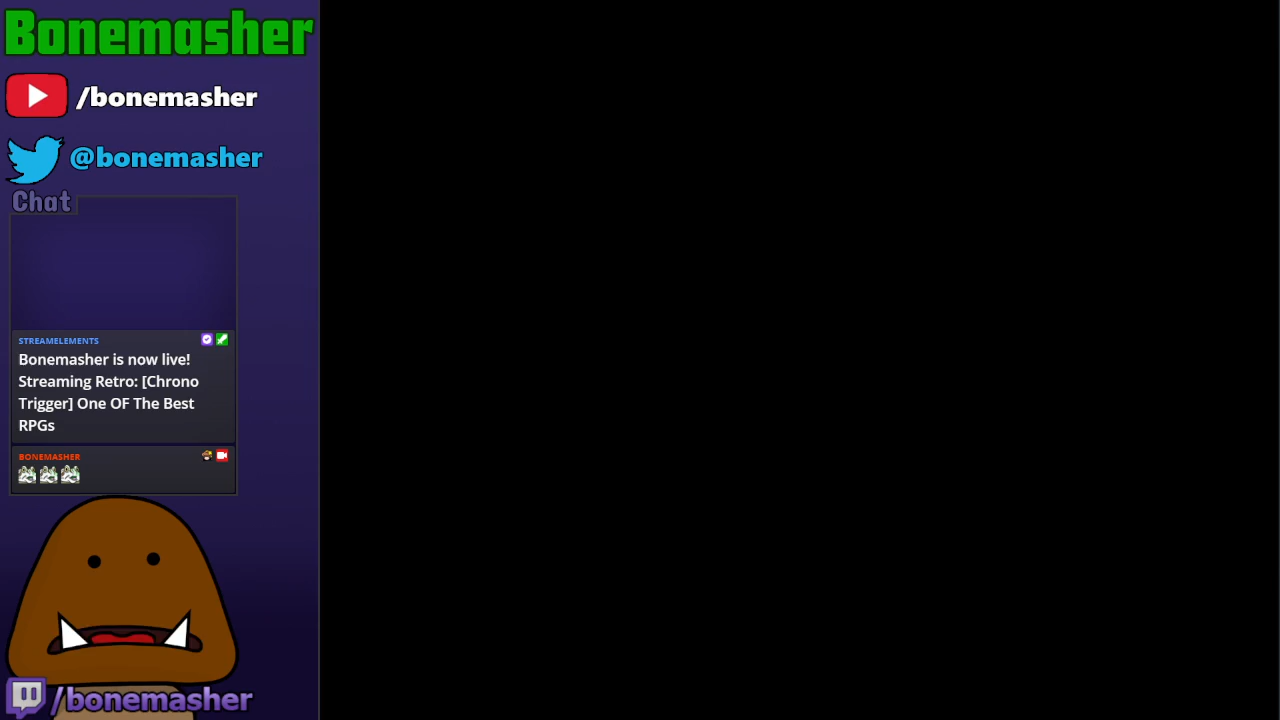 Bonemasher
/bonemasher
@bonemasher
Chat
STREAMELEMENTS
Bonemasher is now live!
Streaming Retro: [Chrono
Trigger] One OF The Best
RPGs
BONEMASHER
/bonemasher